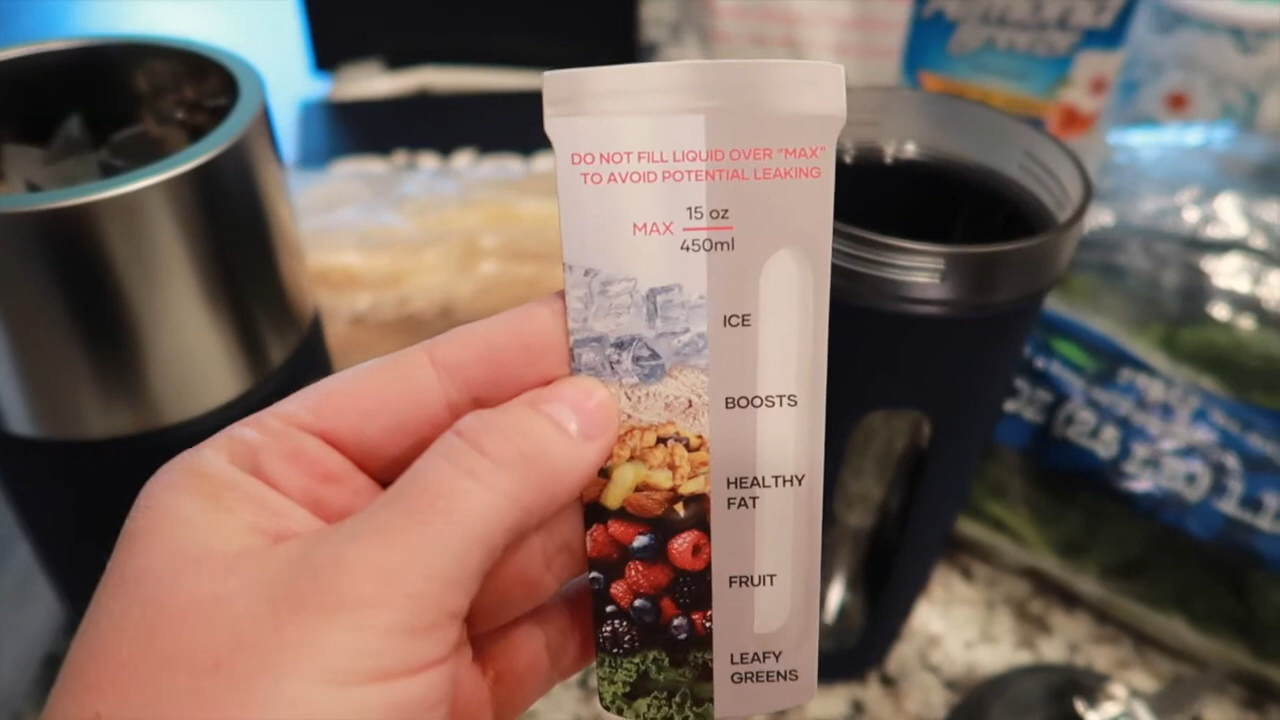 DO NOT FILL LIQUID OVER "MAX"
TO AVOID POTENTIAL LEAKING
MAX 15 oz
450ml
ICE
BOOSTS
HEALTHY
FAT
FRUIT
LEAFY
GREENS